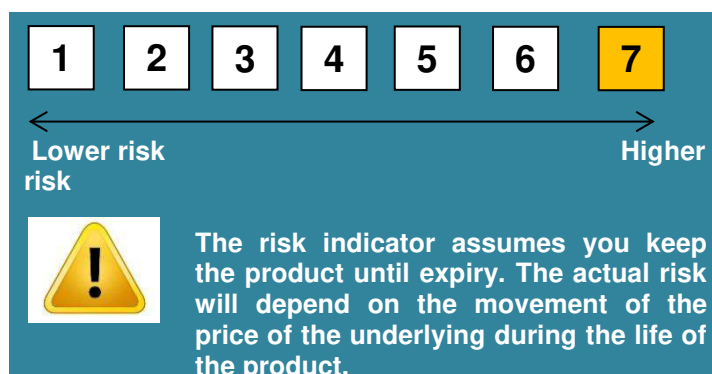 1 2 3 4 5 6 7
Lower risk Higher
risk
!
The risk indicator assumes you keep
the product until expiry. The actual risk
will depend on the movement of the
price of the underlying during the life of
the product.